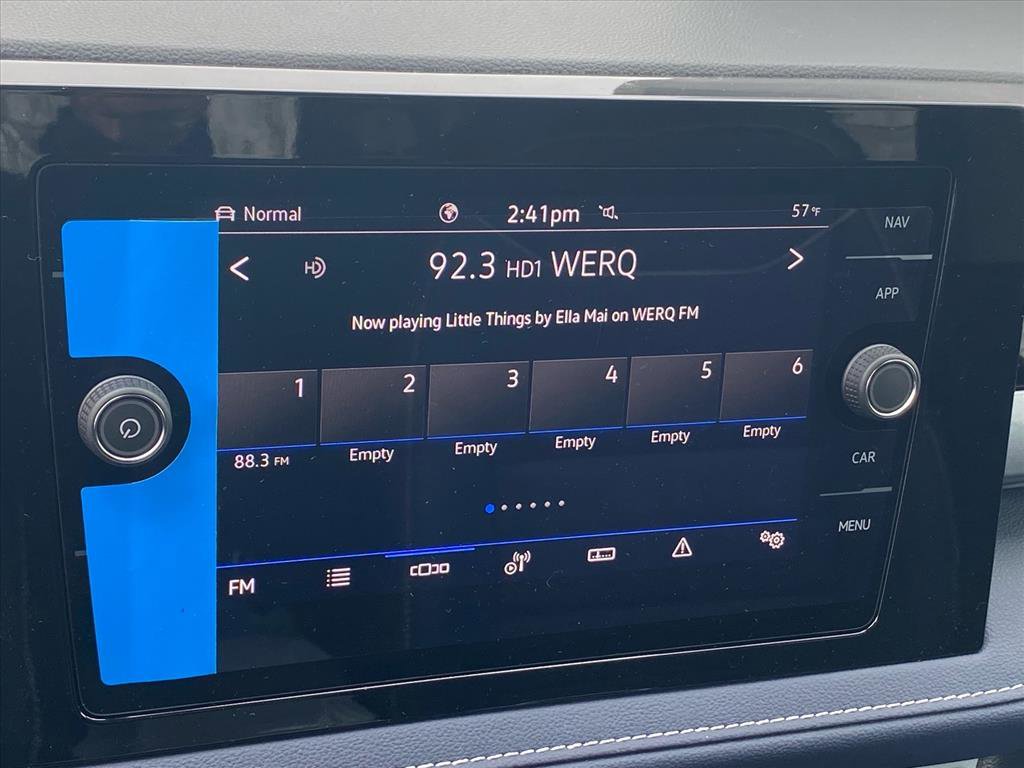 Normal
2:41pm
57°F
NAV
HD
92.3 HD1 WERQ
APP
Now playing Little Things by Ella Mai on WERQ FM
1
2
3
4
5
6
88.3 FM
Empty
Empty
Empty
Empty
Empty
CAR
MENU
FM